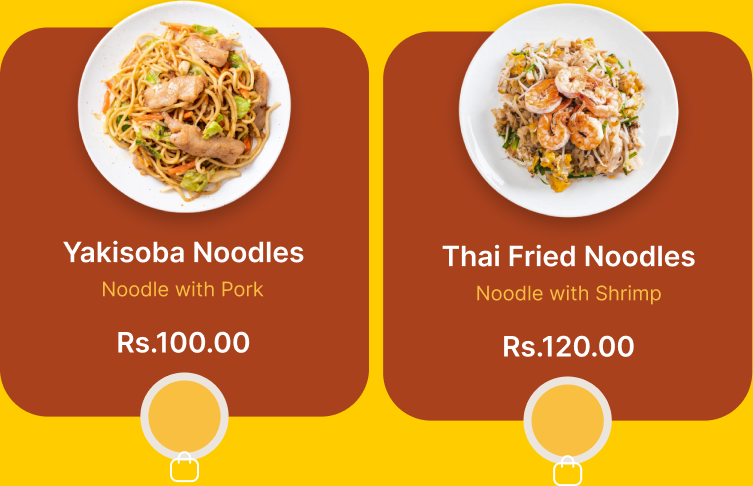 Yakisoba Noodles
Noodle with Pork
Rs.100.00
Thai Fried Noodles
Noodle with Shrimp
Rs.120.00